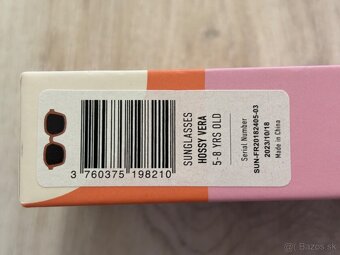 SUNGLASSES
HOSSY VERA
5-8 YRS OLD
Serial Number
SUN-FR20182405-03
2023/10/18
Made in China
3 760375 198210
Bazos.sk